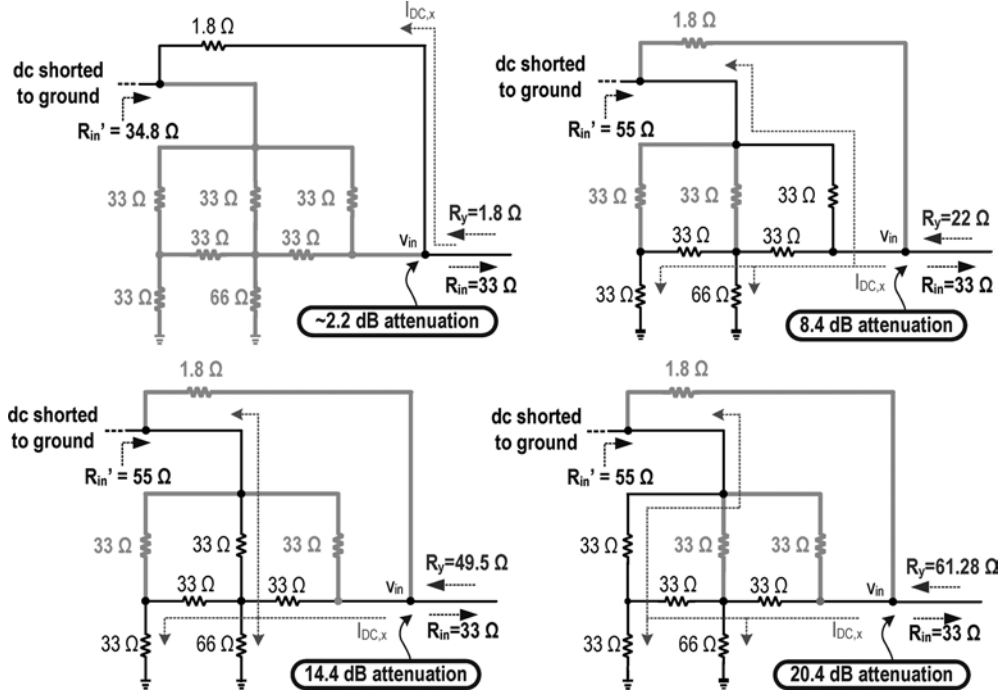 I_DC,x
1.8 Ω
dc shorted
to ground
R_in' = 34.8 Ω
33 Ω
33 Ω
33 Ω
R_y=1.8 Ω
33 Ω
33 Ω
V_in
R_in=33 Ω
33 Ω
66 Ω
~2.2 dB attenuation
1.8 Ω
dc shorted
to ground
R_in' = 55 Ω
33 Ω
33 Ω
33 Ω
R_y=22 Ω
33 Ω
33 Ω
V_in
R_in=33 Ω
33 Ω
66 Ω
I_DC,x
8.4 dB attenuation
1.8 Ω
dc shorted
to ground
R_in' = 55 Ω
33 Ω
33 Ω
33 Ω
R_y=49.5 Ω
33 Ω
33 Ω
V_in
R_in=33 Ω
33 Ω
66 Ω
I_DC,x
14.4 dB attenuation
1.8 Ω
dc shorted
to ground
R_in' = 55 Ω
33 Ω
33 Ω
33 Ω
R_y=61.28 Ω
33 Ω
33 Ω
V_in
R_in=33 Ω
33 Ω
66 Ω
I_DC,x
20.4 dB attenuation